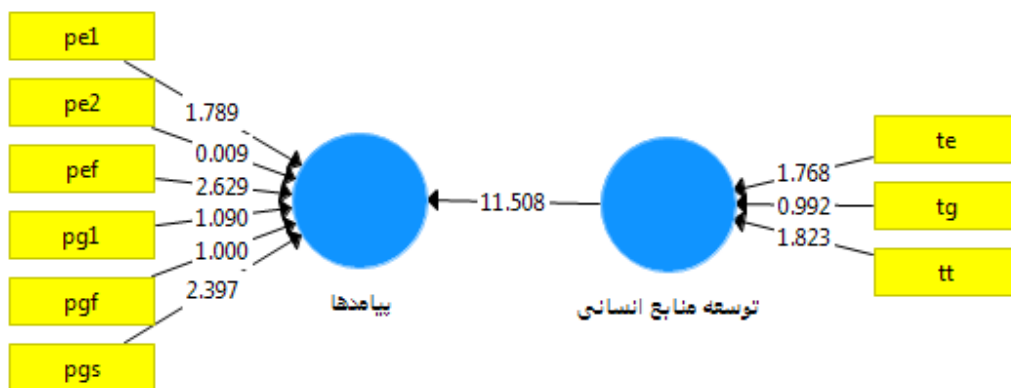 pe1
pe2
pef
pg1
pgf
pgs
1.789
0.009
2.629
1.090
1.000
2.397
پیامدها
11.508
توسعه منابع انسانی
1.768
0.992
1.823
te
tg
tt